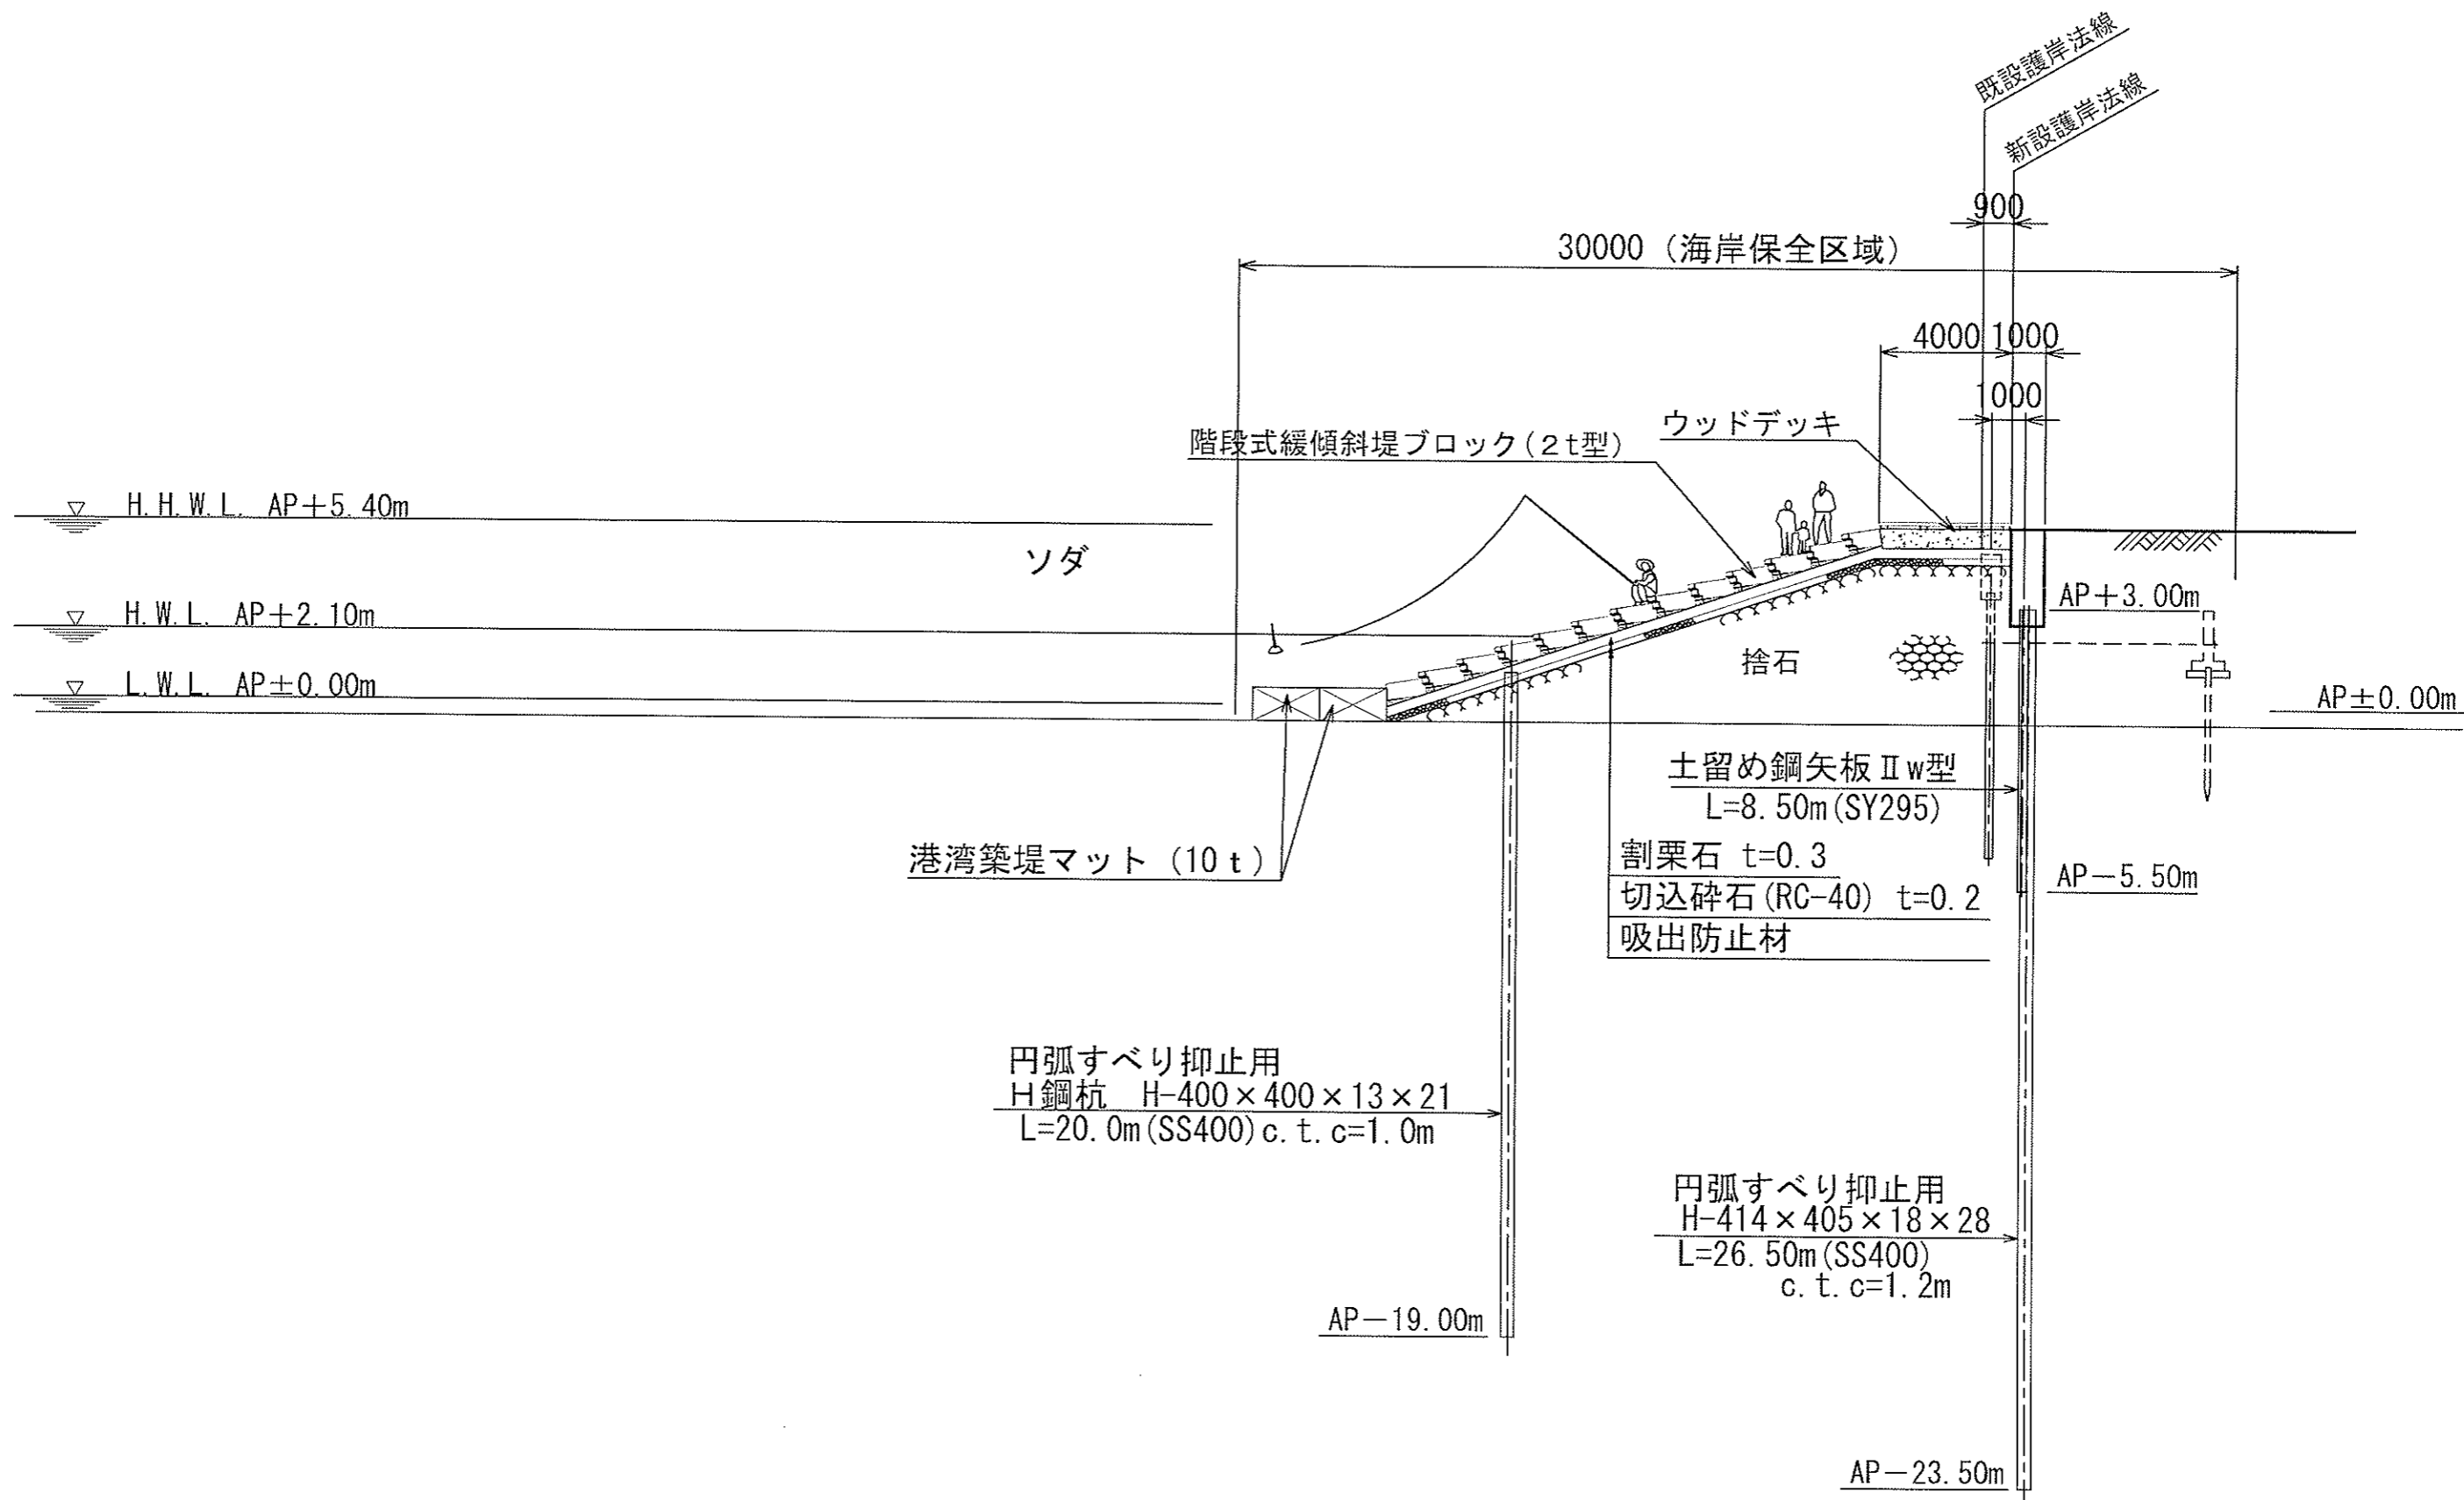 既設護岸法線
新設護岸法線
900
30000 (海岸保全区域)
4000 1000
1000
ウッドデッキ
階段式緩傾斜堤ブロック(2t型)
H.H.W.L. AP+5.40m
ソダ
H.W.L. AP+2.10m
AP+3.00m
捨石
L.W.L. AP±0.00m
AP±0.00m
土留め鋼矢板Ⅱw型
L=8.50m(SY295)
港湾築堤マット (10t)
割栗石 t=0.3
切込砕石(RC-40) t=0.2
吸出防止材
AP-5.50m
円弧すべり抑止用
H鋼杭 H-400×400×13×21
L=20.0m(SS400)c.t.c=1.0m
円弧すべり抑止用
H-414×405×18×28
L=26.50m(SS400)
c.t.c=1.2m
AP-19.00m
AP-23.50m